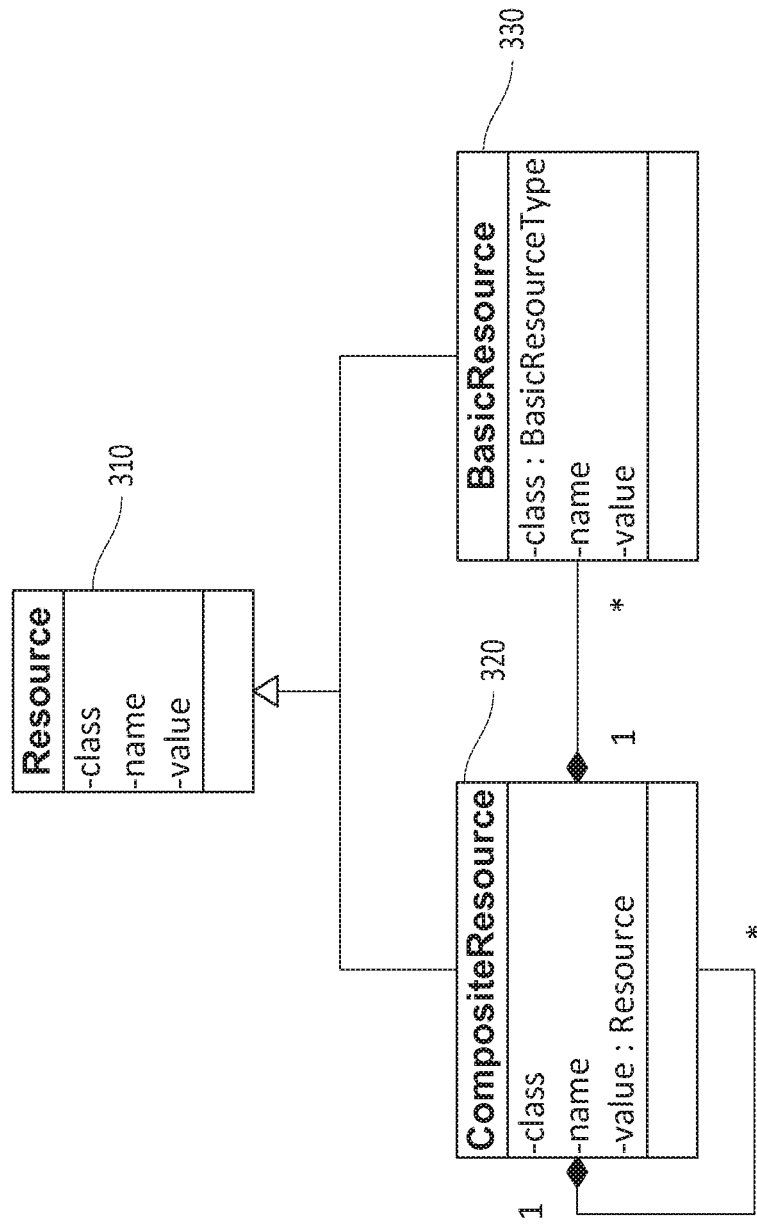 Resource
-class
-name
-value
310
CompositeResource
-class
-name
-value : Resource
320
1
*
1
*
BasicResource
-class : BasicResourceType
-name
-value
330